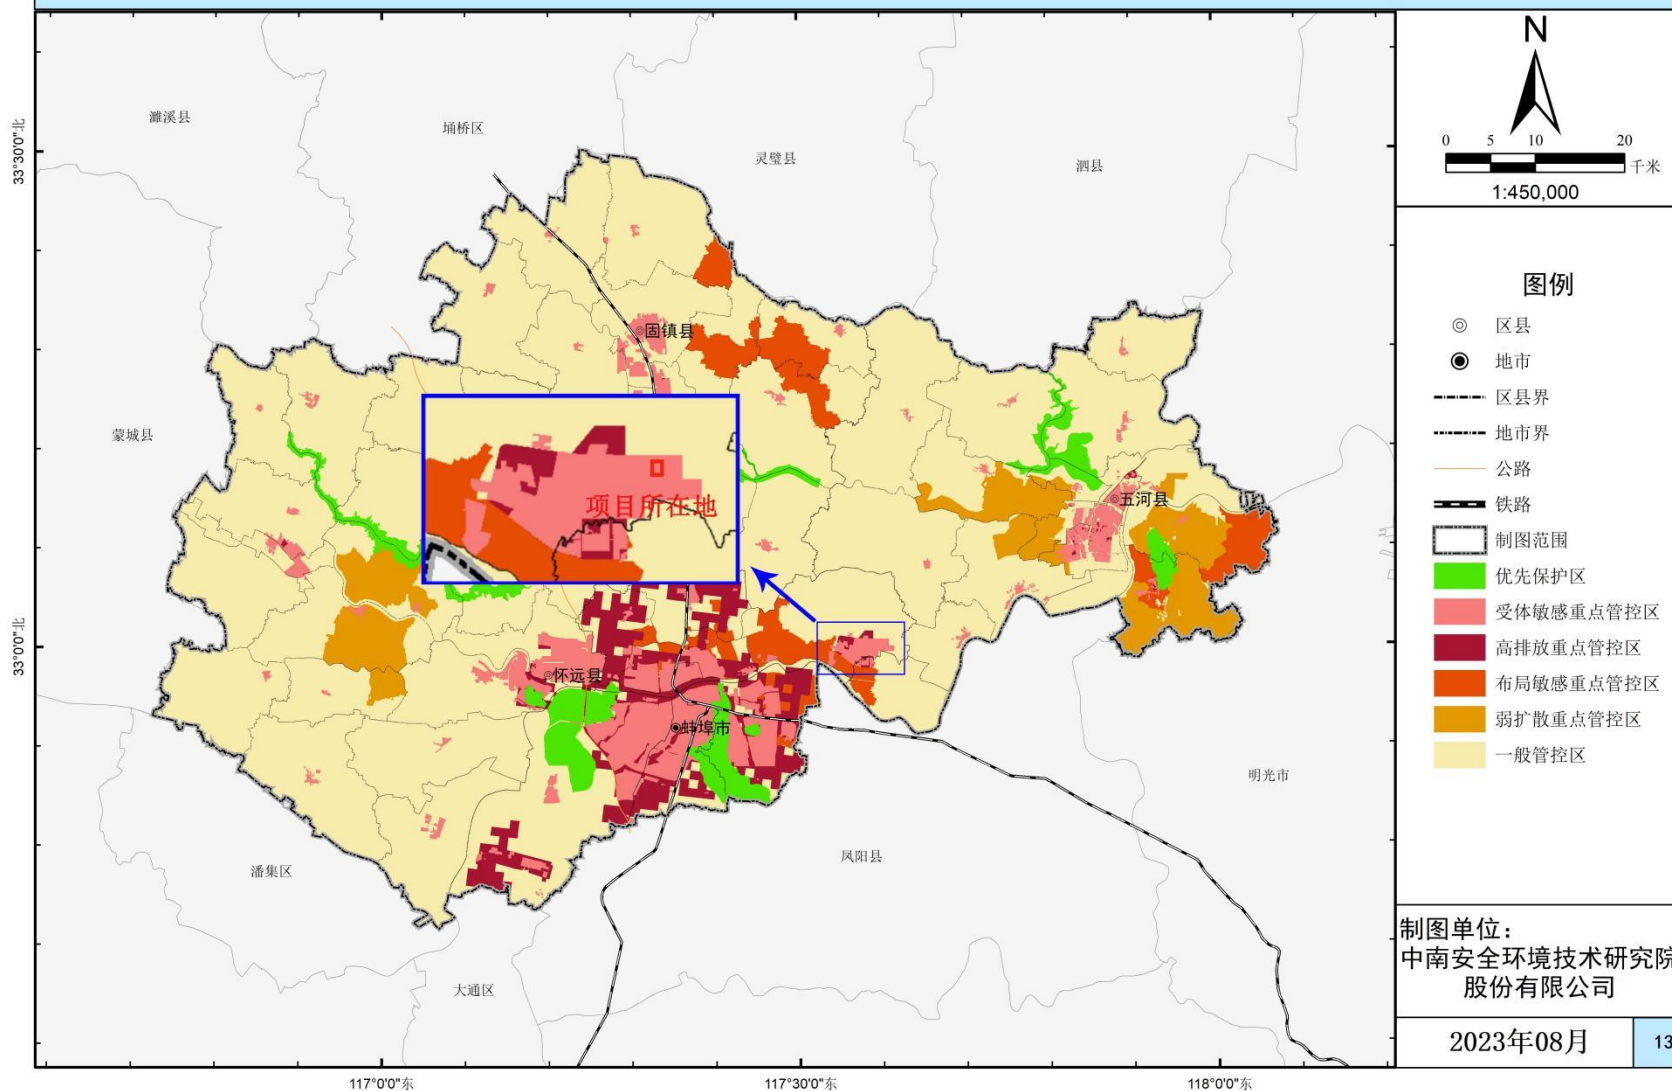 N
0 5 10 20
千米
1:450,000
图例
区县
地市
区县界
地市界
公路
铁路
制图范围
优先保护区
受体敏感重点管控区
高排放重点管控区
布局敏感重点管控区
弱扩散重点管控区
一般管控区
制图单位：
中南安全环境技术研究院
股份有限公司
2023年08月
13
濉溪县
埇桥区
灵璧县
泗县
固镇县
蒙城县
项目所在地
五河县
怀远县
蚌埠市
明光市
潘集区
凤阳县
大通区
33°30'0"北
33°0'0"北
117°0'0"东
117°30'0"东
118°0'0"东